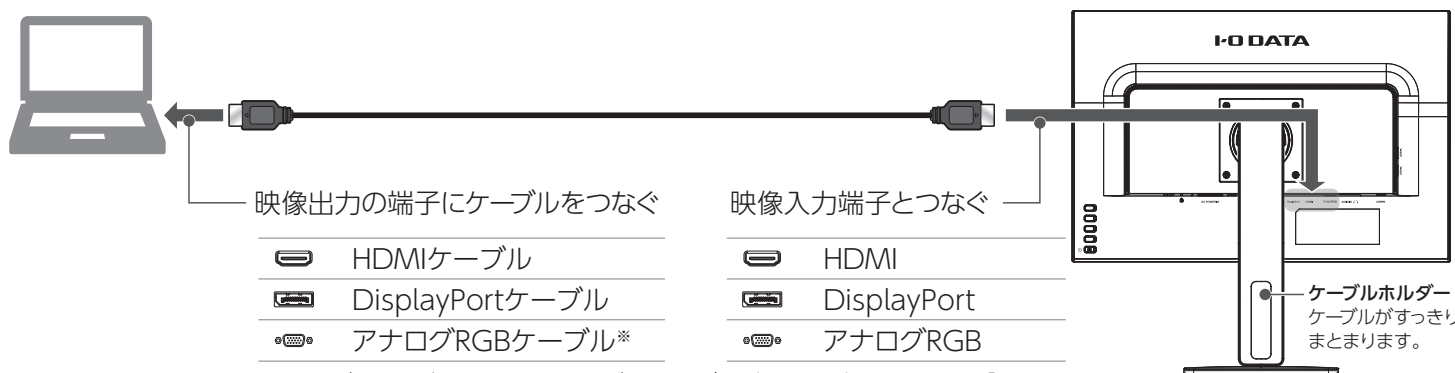 I-O DATA
映像出力の端子にケーブルをつなぐ
映像入力端子とつなぐ
HDMIケーブル
DisplayPortケーブル
アナログRGBケーブル※
HDMI
DisplayPort
アナログRGB
ケーブルホルダー
ケーブルがすっきり
まとまります。